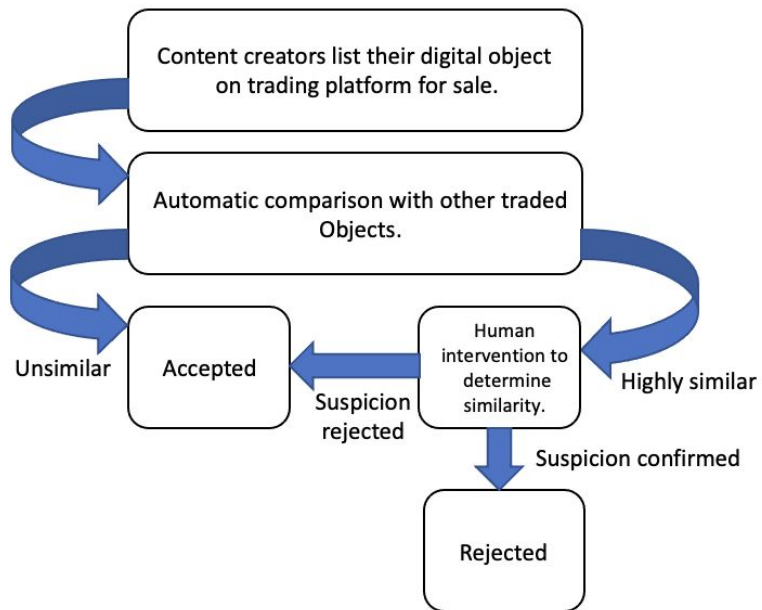 Content creators list their digital object
on trading platform for sale.
Automatic comparison with other traded
Objects.
Unsimilar
Accepted
Suspicion
rejected
Human
intervention to
determine
similarity.
Highly similar
Suspicion confirmed
Rejected